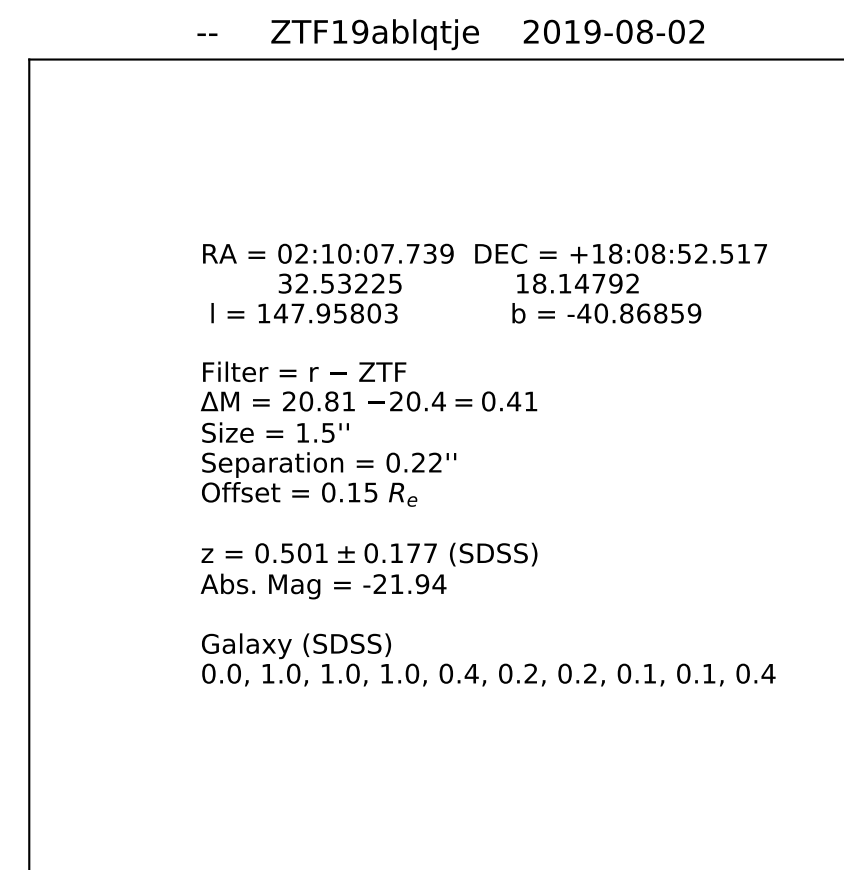 -- ZTF19ablqtje 2019-08-02
RA = 02:10:07.739 DEC = +18:08:52.517
32.53225 18.14792
l = 147.95803 b = -40.86859
Filter = r − ZTF
ΔM = 20.81 −20.4 = 0.41
Size = 1.5''
Separation = 0.22''
Offset = 0.15 Re
z = 0.501 ± 0.177 (SDSS)
Abs. Mag = -21.94
Galaxy (SDSS)
0.0, 1.0, 1.0, 1.0, 0.4, 0.2, 0.2, 0.1, 0.1, 0.4